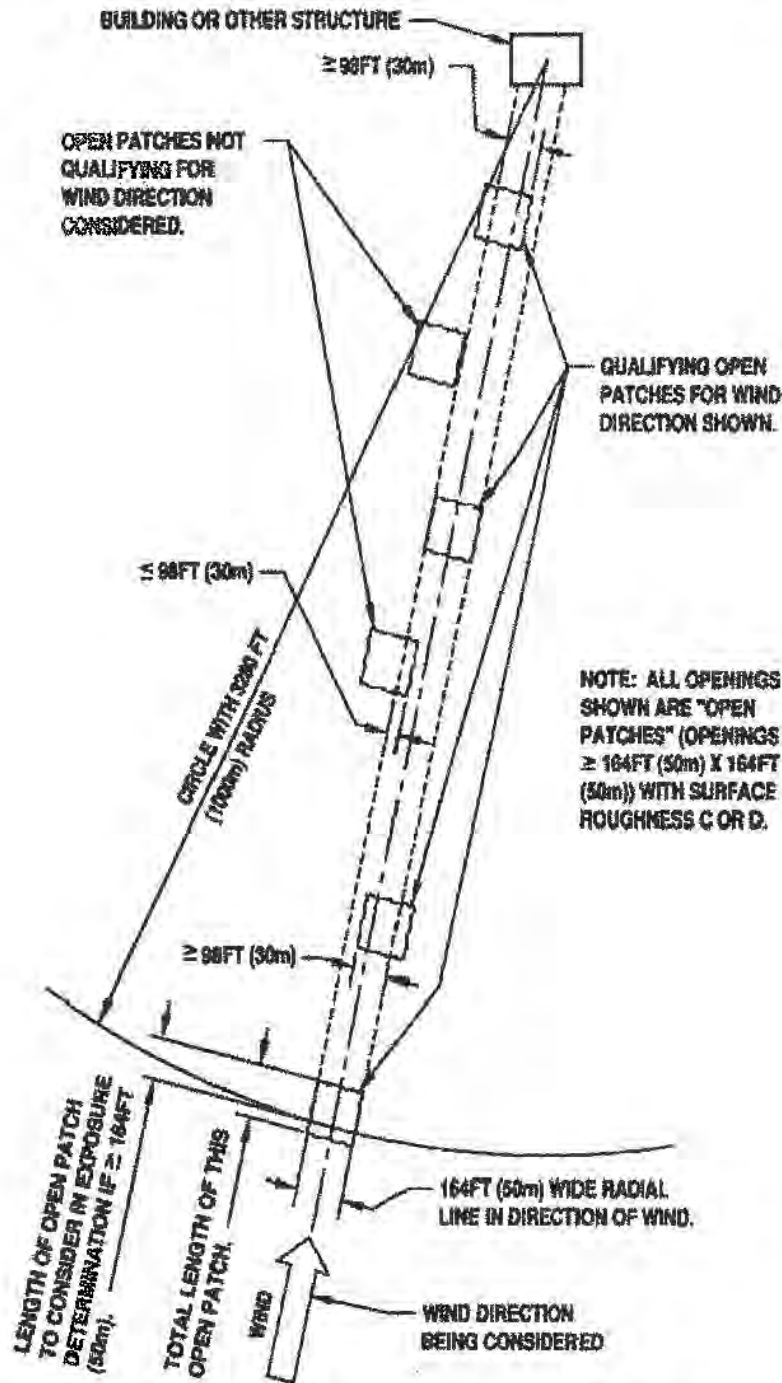 BUILDING OR OTHER STRUCTURE
≥ 98FT (30m)
OPEN PATCHES NOT
QUALIFYING FOR
WIND DIRECTION
CONSIDERED.
QUALIFYING OPEN
PATCHES FOR WIND
DIRECTION SHOWN.
≤ 98FT (30m)
CIRCLE WITH 3280 FT
(1000m) RADIUS
NOTE: ALL OPENINGS
SHOWN ARE "OPEN
PATCHES" (OPENINGS
≥ 164FT (50m) X 164FT
(50m)) WITH SURFACE
ROUGHNESS C OR D.
≥ 98FT (30m)
LENGTH OF OPEN PATCH
TO CONSIDER IN EXPOSURE
DETERMINATION IF ≥ 164FT
(50m).
TOTAL LENGTH OF THIS
OPEN PATCH.
164FT (50m) WIDE RADIAL
LINE IN DIRECTION OF WIND.
WIND
WIND DIRECTION
BEING CONSIDERED